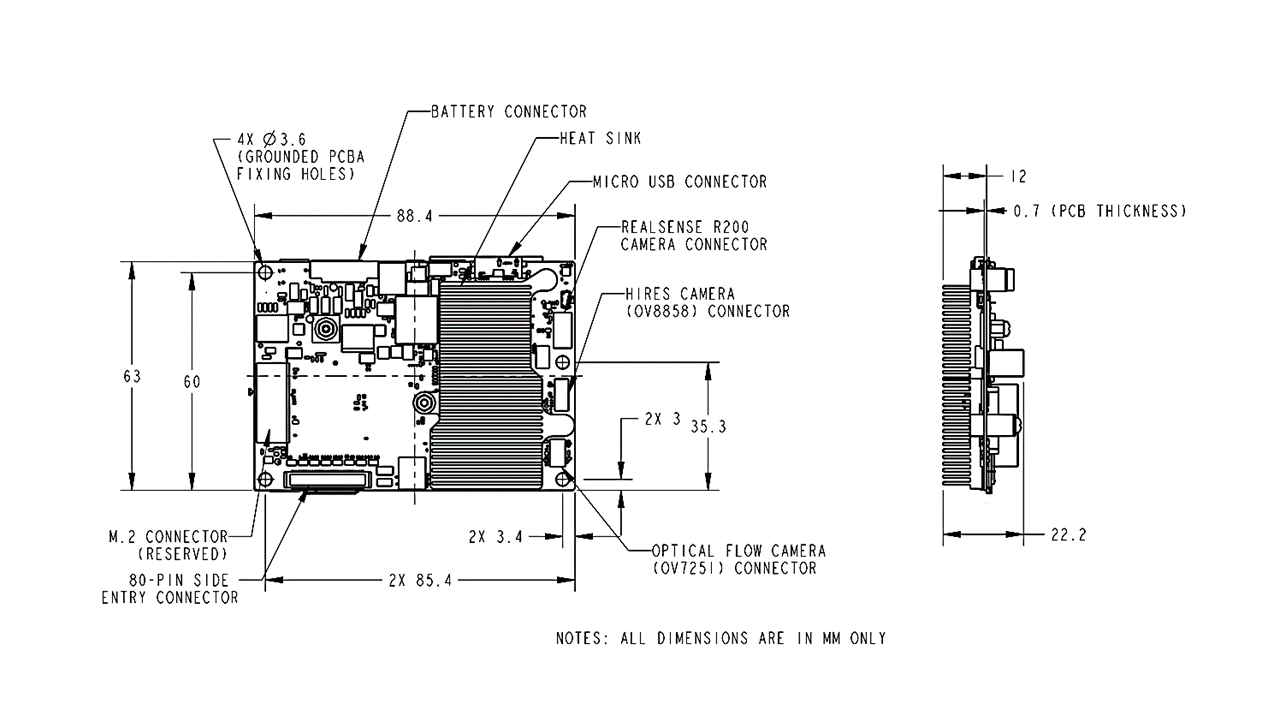 BATTERY CONNECTOR
4X Ø3.6
(GROUNDED PCBA
FIXING HOLES)
HEAT SINK
MICRO USB CONNECTOR
12
0.7 (PCB THICKNESS)
88.4
REALSENSE R200
CAMERA CONNECTOR
HIRES CAMERA
(OV8858) CONNECTOR
63
60
2X 3
35.3
M.2 CONNECTOR
(RESERVED)
2X 3.4
22.2
OPTICAL FLOW CAMERA
(OV7251) CONNECTOR
80-PIN SIDE
ENTRY CONNECTOR
2X 85.4
NOTES: ALL DIMENSIONS ARE IN MM ONLY